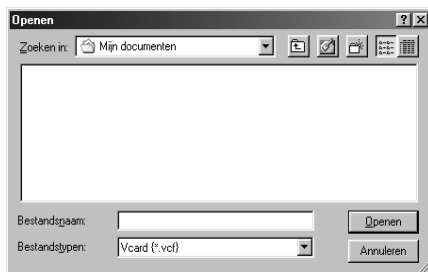 Openen
Zoeken in: Mijn documenten
Bestandsnaam: Openen
Bestandstypen: Vcard {*.vcf} Annuleren